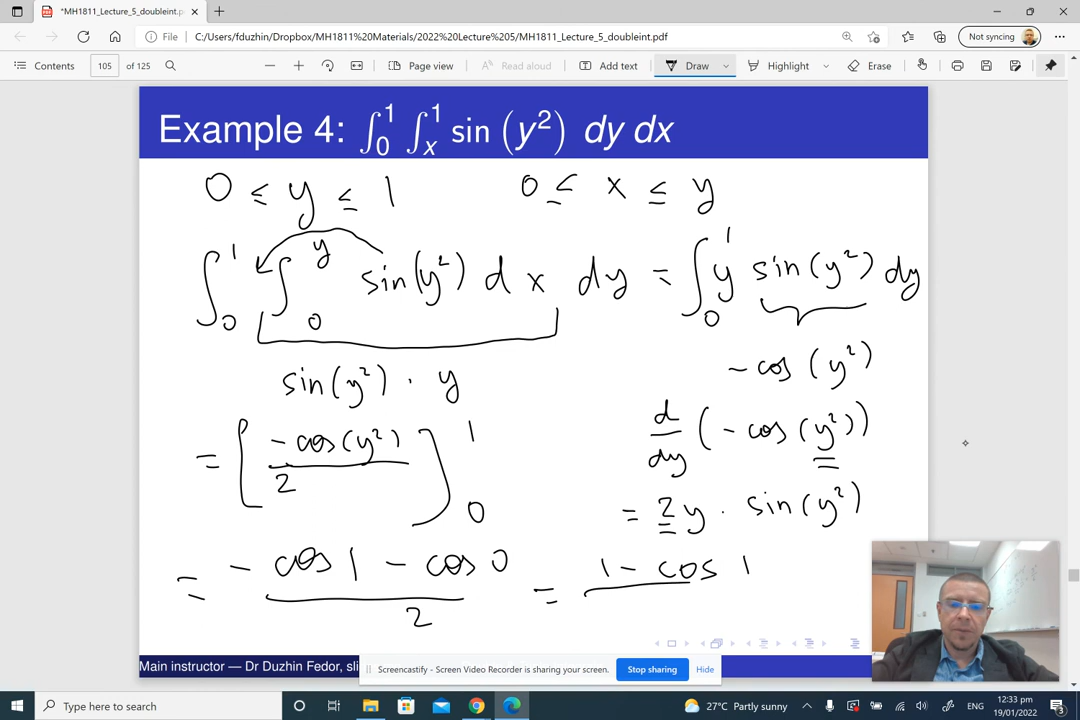 *MH1811_Lecture_5_doubleint.p
File
C:/Users/fduzhin/Dropbox/MH1811%20Materials/2022%20Lecture%205/MH1811_Lecture_5_doubleint.pdf
Not syncing
Contents 105 of 125 Page view Read aloud Add text Draw Highlight Erase
Example 4: ∫₀¹ ∫ₓ¹ sin (y²) dy dx
0 ≤ y ≤ 1 0 ≤ x ≤ y
∫₀¹ ∫₀ʸ sin(y²) d x dy = ∫₀¹ y sin(y²) dy
- cos (y²)
sin(y²) · y
d/dy (- cos (y²))
= [ -cos(y²)/2 ]₀¹
= 2y · sin(y²)
= - (cos 1 - cos 0)/2 = 1 - cos 1
Main instructor — Dr Duzhin Fedor, sli
Screencastify - Screen Video Recorder is sharing your screen. Stop sharing Hide
Type here to search
27°C Partly sunny
ENG
12:33 pm
19/01/2022
3